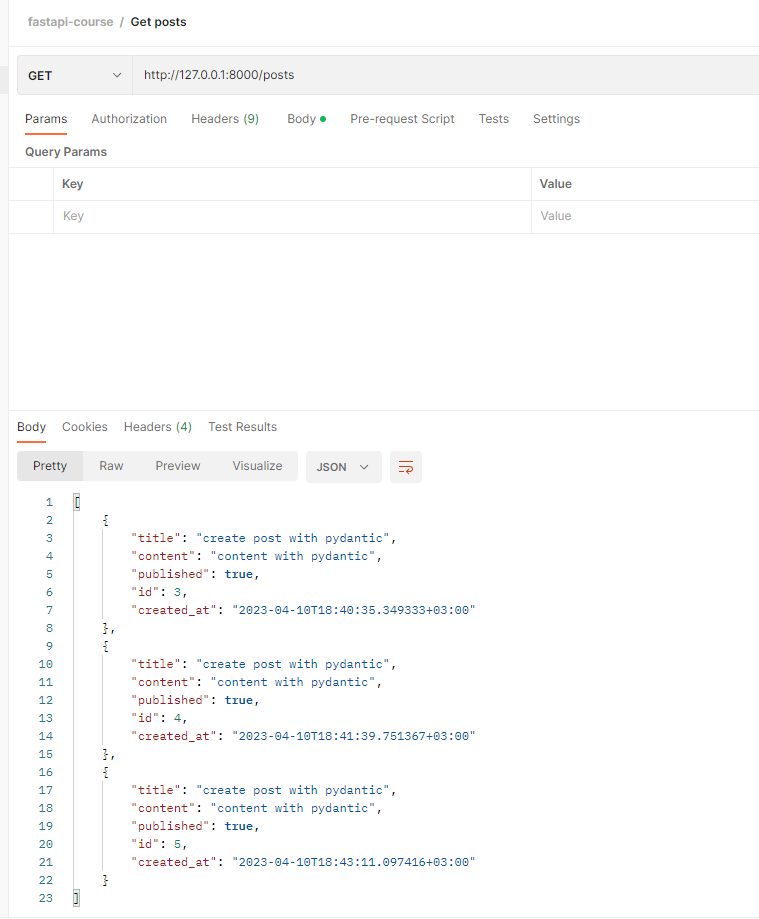 fastapi-course / Get posts
GET http://127.0.0.1:8000/posts
Params Authorization Headers (9) Body Pre-request Script Tests Settings
Query Params
Key Value
Key Value
Body Cookies Headers (4) Test Results
Pretty Raw Preview Visualize JSON
1 [
2 {
3 "title": "create post with pydantic",
4 "content": "content with pydantic",
5 "published": true,
6 "id": 3,
7 "created_at": "2023-04-10T18:40:35.349333+03:00"
8 },
9 {
10 "title": "create post with pydantic",
11 "content": "content with pydantic",
12 "published": true,
13 "id": 4,
14 "created_at": "2023-04-10T18:41:39.751367+03:00"
15 },
16 {
17 "title": "create post with pydantic",
18 "content": "content with pydantic",
19 "published": true,
20 "id": 5,
21 "created_at": "2023-04-10T18:43:11.097416+03:00"
22 }
23 ]